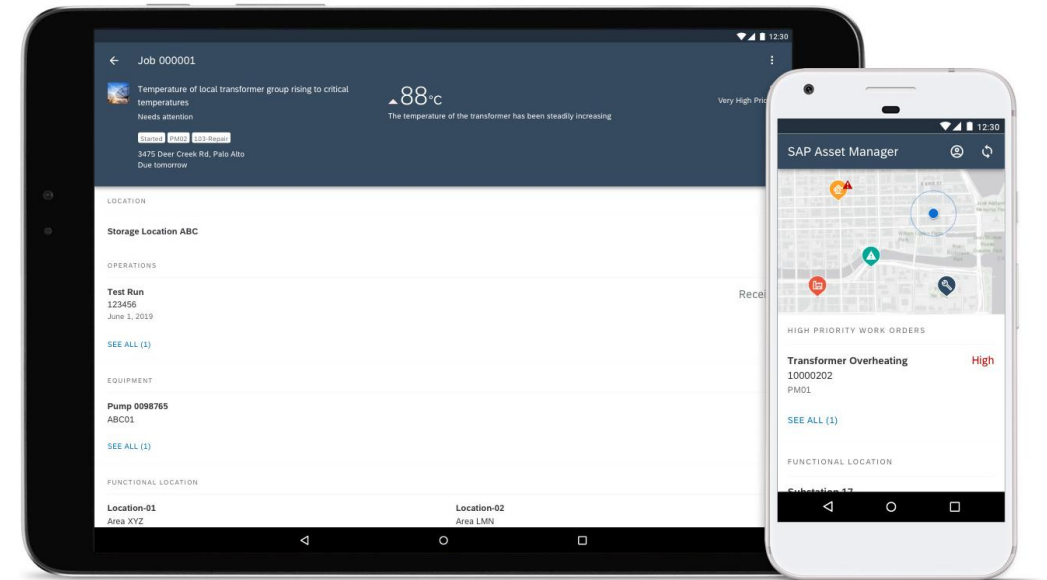 12:30
Job 000001
Temperature of local transformer group rising to critical
temperatures
Needs attention
Started PM02 103-Repair
3475 Deer Creek Rd, Palo Alto
Due tomorrow
88°C
The temperature of the transformer has been steadily increasing
Very High
LOCATION
Storage Location ABC
OPERATIONS
Test Run
123456
June 1, 2019
SEE ALL (1)
EQUIPMENT
Pump 0098765
ABC01
SEE ALL (1)
FUNCTIONAL LOCATION
Location-01
Area XYZ
Location-02
Area LMN
12:30
SAP Asset Manager
HIGH PRIORITY WORK ORDERS
Transformer Overheating
High
10000202
PM01
SEE ALL (1)
FUNCTIONAL LOCATION
Substation 17